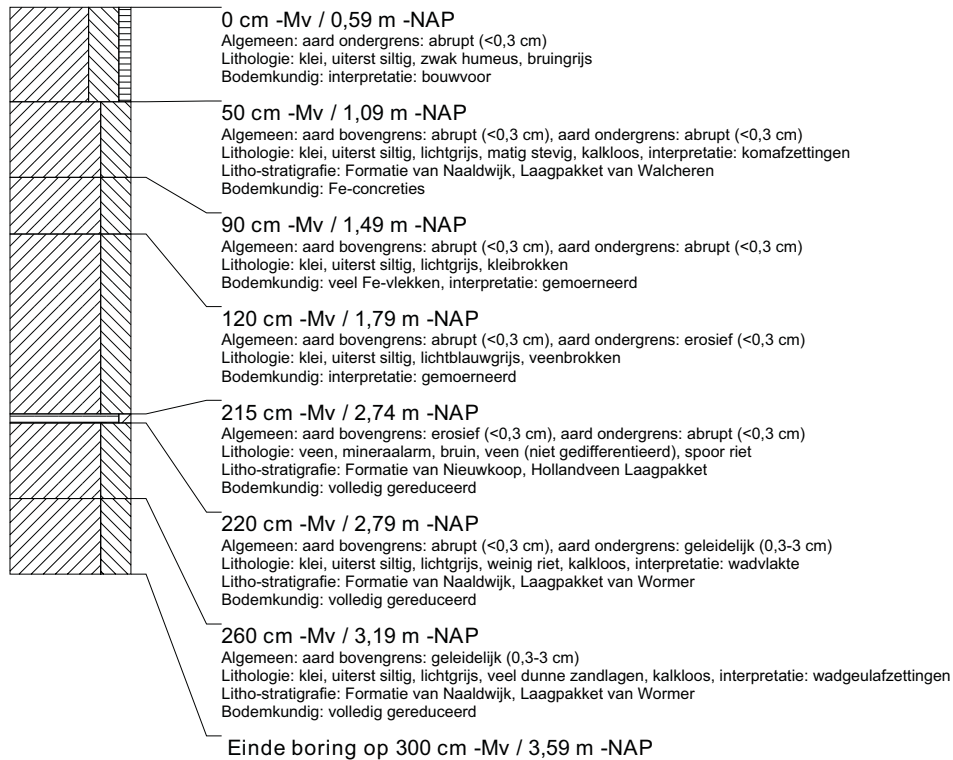 0 cm -Mv / 0,59 m -NAP
Algemeen: aard ondergrens: abrupt (<0,3 cm)
Lithologie: klei, uiterst siltig, zwak humeus, bruingrijs
Bodemkundig: interpretatie: bouwvoor
50 cm -Mv / 1,09 m -NAP
Algemeen: aard bovengrens: abrupt (<0,3 cm), aard ondergrens: abrupt (<0,3 cm)
Lithologie: klei, uiterst siltig, lichtgrijs, matig stevig, kalkloos, interpretatie: komafzettingen
Litho-stratigrafie: Formatie van Naaldwijk, Laagpakket van Walcheren
Bodemkundig: Fe-concreties
90 cm -Mv / 1,49 m -NAP
Algemeen: aard bovengrens: abrupt (<0,3 cm), aard ondergrens: abrupt (<0,3 cm)
Lithologie: klei, uiterst siltig, lichtgrijs, kleibrokken
Bodemkundig: veel Fe-vlekken, interpretatie: gemoerneerd
120 cm -Mv / 1,79 m -NAP
Algemeen: aard bovengrens: abrupt (<0,3 cm), aard ondergrens: erosief (<0,3 cm)
Lithologie: klei, uiterst siltig, lichtblauwgrijs, veenbrokken
Bodemkundig: interpretatie: gemoerneerd
215 cm -Mv / 2,74 m -NAP
Algemeen: aard bovengrens: erosief (<0,3 cm), aard ondergrens: abrupt (<0,3 cm)
Lithologie: veen, mineraalarm, bruin, veen (niet gedifferentieerd), spoor riet
Litho-stratigrafie: Formatie van Nieuwkoop, Hollandveen Laagpakket
Bodemkundig: volledig gereduceerd
220 cm -Mv / 2,79 m -NAP
Algemeen: aard bovengrens: abrupt (<0,3 cm), aard ondergrens: geleidelijk (0,3-3 cm)
Lithologie: klei, uiterst siltig, lichtgrijs, weinig riet, kalkloos, interpretatie: wadvlakte
Litho-stratigrafie: Formatie van Naaldwijk, Laagpakket van Wormer
Bodemkundig: volledig gereduceerd
260 cm -Mv / 3,19 m -NAP
Algemeen: aard bovengrens: geleidelijk (0,3-3 cm)
Lithologie: klei, uiterst siltig, lichtgrijs, veel dunne zandlagen, kalkloos, interpretatie: wadgeulafzettingen
Litho-stratigrafie: Formatie van Naaldwijk, Laagpakket van Wormer
Bodemkundig: volledig gereduceerd
Einde boring op 300 cm -Mv / 3,59 m -NAP